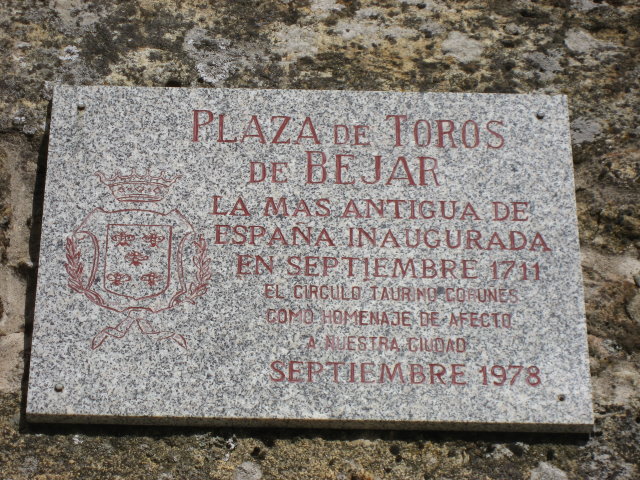 PLAZA DE TOROS
DE BEJAR
LA MAS ANTIGUA DE
ESPAÑA INAUGURADA
EN SEPTIEMBRE 1711
EL CIRCULO TAURINO CORUÑES
COMO HOMENAJE DE AFECTO
A NUESTRA CIUDAD
SEPTIEMBRE 1978